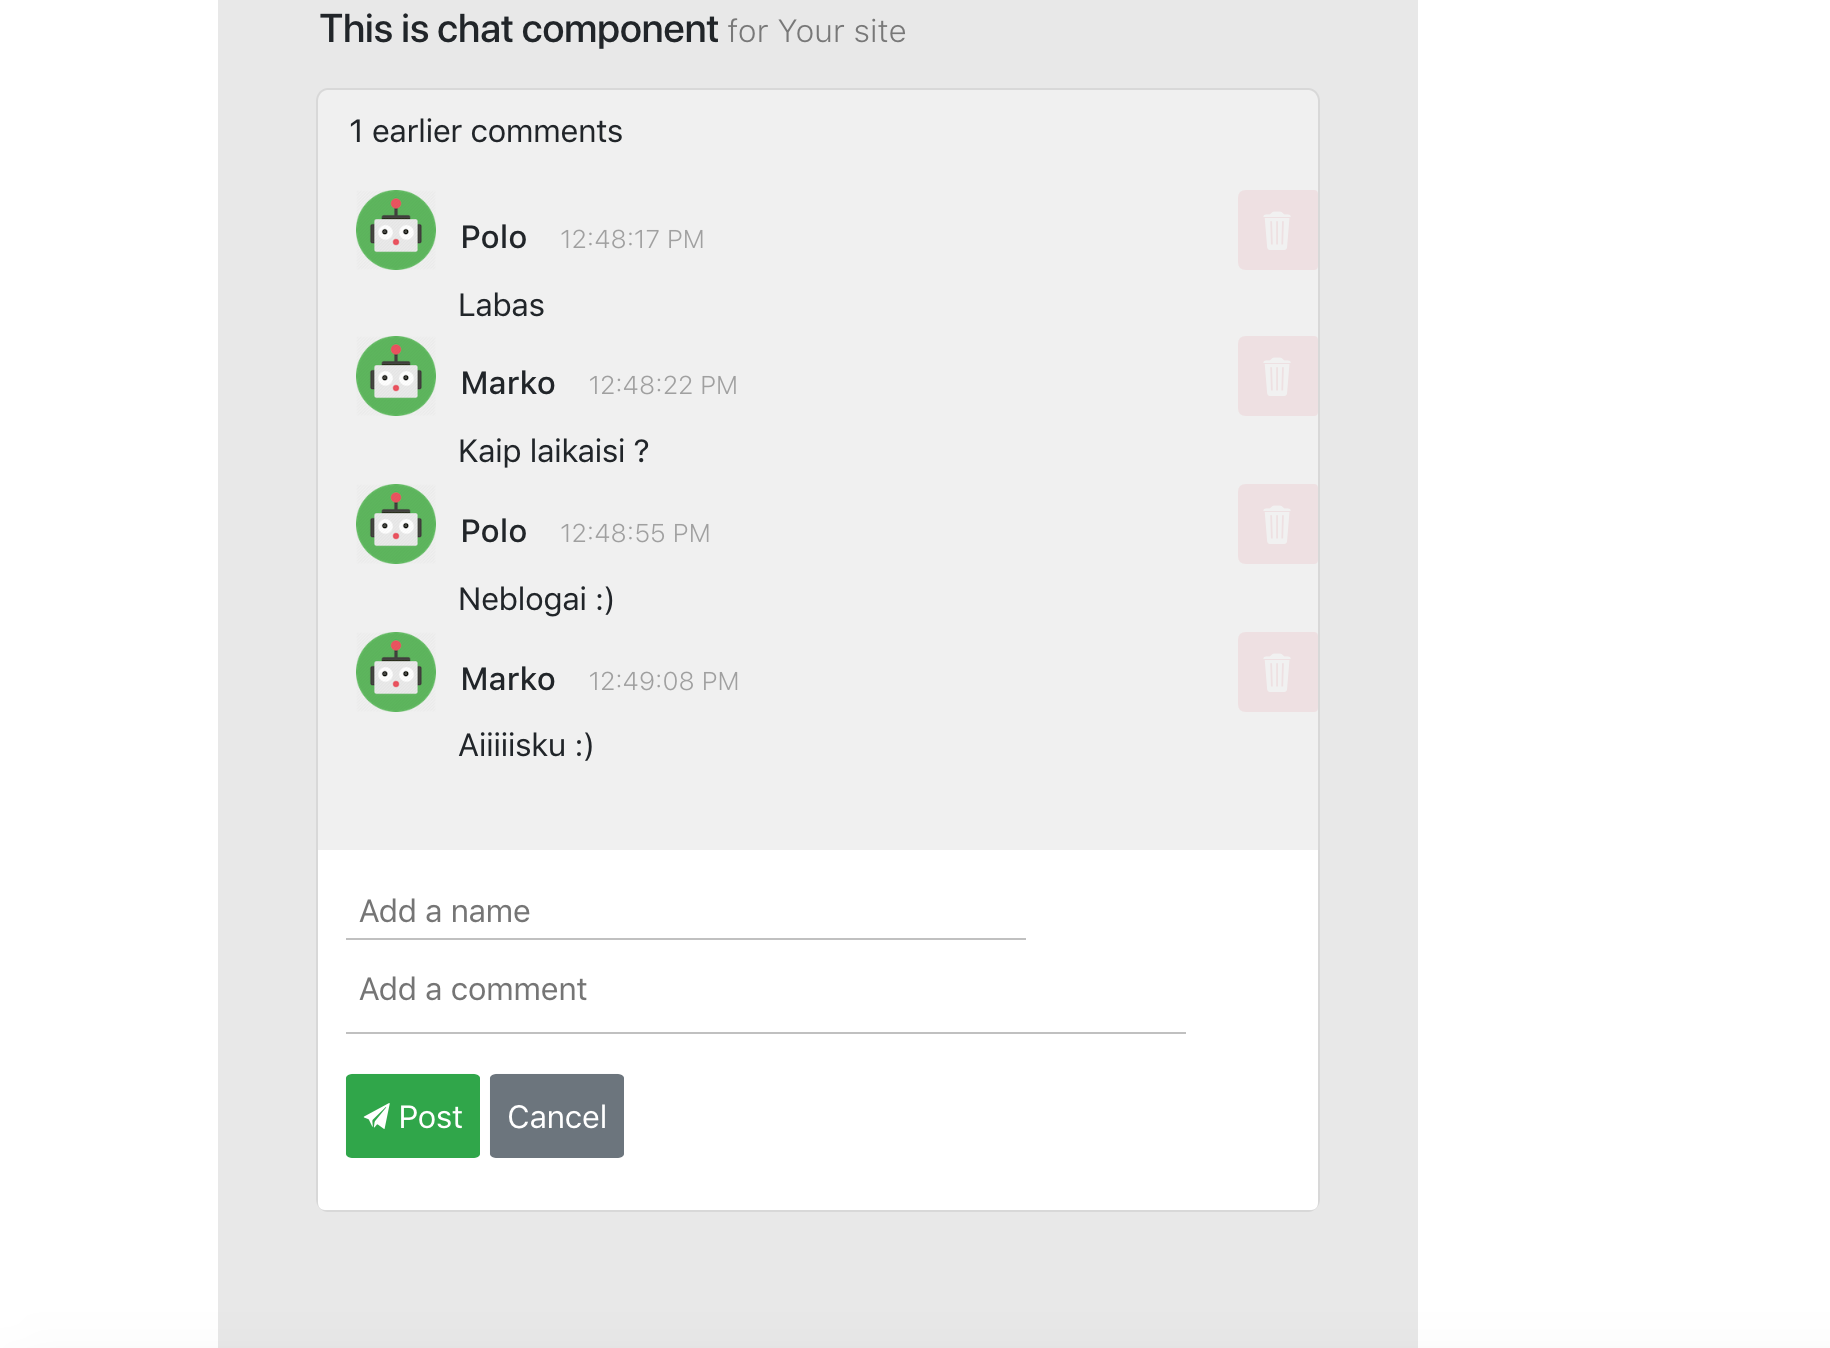 This is chat component for Your site
1 earlier comments
Polo 12:48:17 PM
Labas
Marko 12:48:22 PM
Kaip laikaisi ?
Polo 12:48:55 PM
Neblogai :)
Marko 12:49:08 PM
Aiiiiisku :)
Add a name
Add a comment
Post Cancel